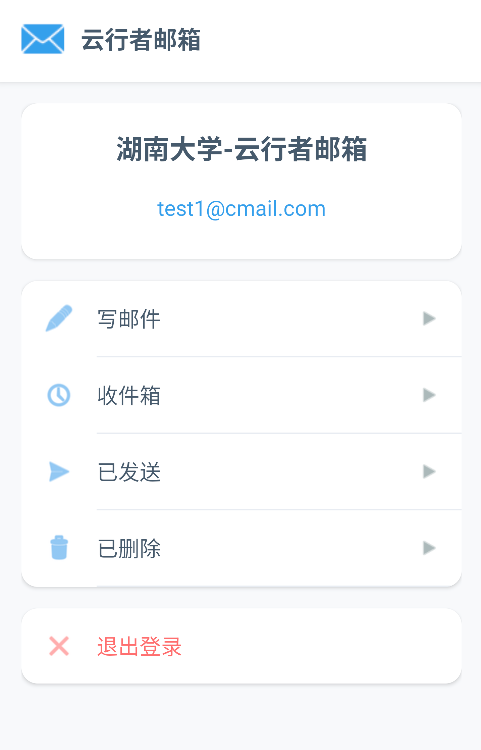 云行者邮箱
湖南大学-云行者邮箱
test1@cmail.com
写邮件
收件箱
已发送
已删除
退出登录